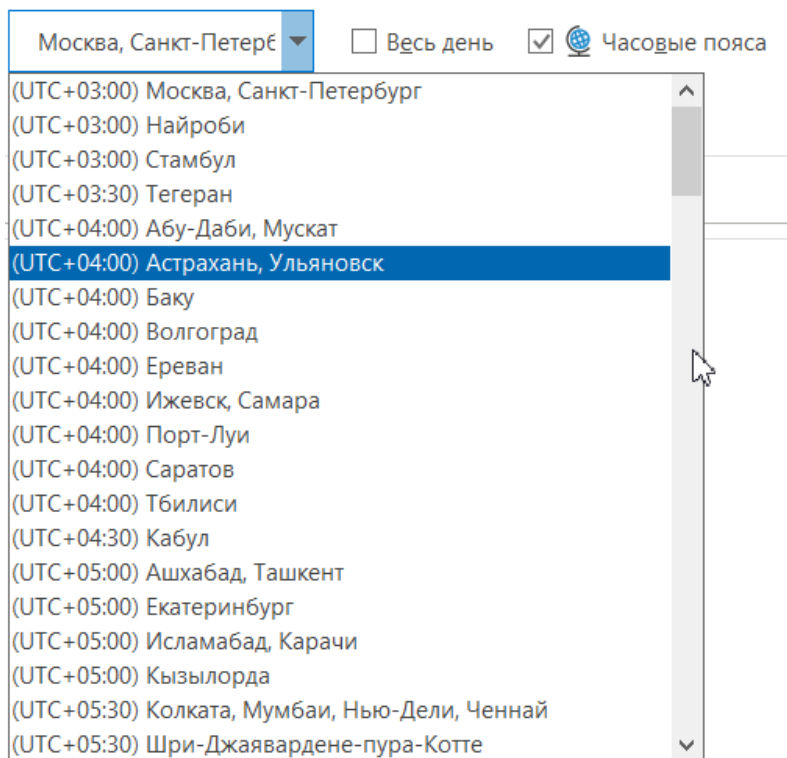 Москва, Санкт-Петерб Весь день Часовые пояса
(UTC+03:00) Москва, Санкт-Петербург
(UTC+03:00) Найроби
(UTC+03:00) Стамбул
(UTC+03:30) Тегеран
(UTC+04:00) Абу-Даби, Мускат
(UTC+04:00) Астрахань, Ульяновск
(UTC+04:00) Баку
(UTC+04:00) Волгоград
(UTC+04:00) Ереван
(UTC+04:00) Ижевск, Самара
(UTC+04:00) Порт-Луи
(UTC+04:00) Саратов
(UTC+04:00) Тбилиси
(UTC+04:30) Кабул
(UTC+05:00) Ашхабад, Ташкент
(UTC+05:00) Екатеринбург
(UTC+05:00) Исламабад, Карачи
(UTC+05:00) Кызылорда
(UTC+05:30) Колката, Мумбаи, Нью-Дели, Ченнай
(UTC+05:30) Шри-Джаявардене-пура-Котте